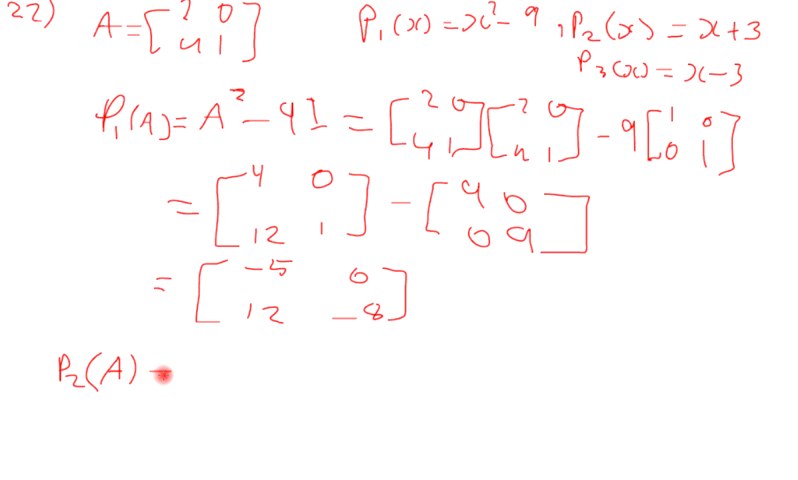 22) A = [2 0; 4 1] P₁(x) = x² - 9 , P₂(x) = x + 3
P₃(x) = x - 3
P₁(A) = A² - 9I = [2 0; 4 1] [2 0; 4 1] - 9 [1 0; 0 1]
= [4 0; 12 1] - [9 0; 0 9]
= [-5 0; 12 -8]
P₂(A) =